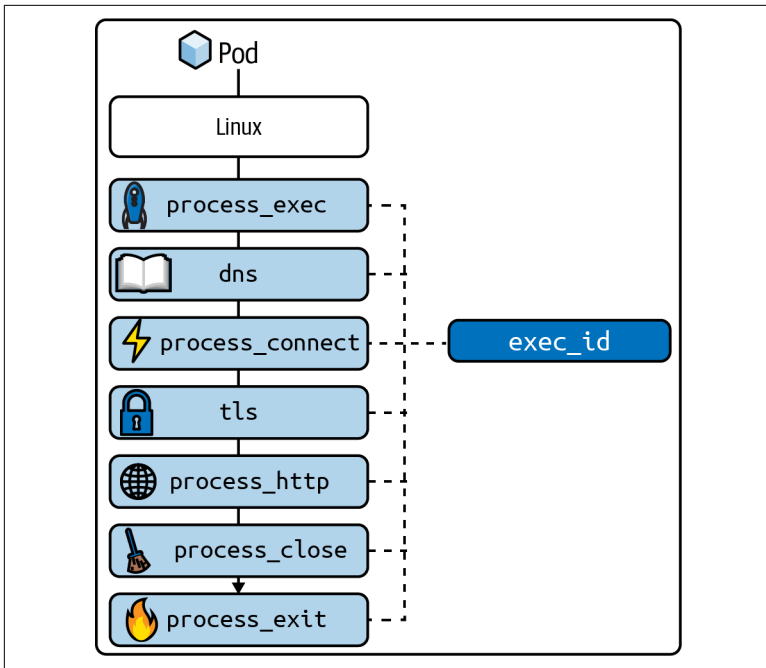 Pod
Linux
process_exec
dns
process_connect
exec_id
tls
process_http
process_close
process_exit